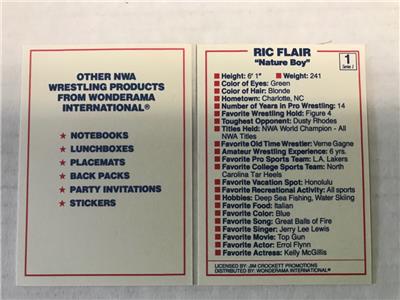 OTHER NWA
WRESTLING PRODUCTS
FROM WONDERAMA
INTERNATIONAL®
★ NOTEBOOKS
★ LUNCHBOXES
★ PLACEMATS
★ BACK PACKS
★ PARTY INVITATIONS
★ STICKERS
RIC FLAIR
"Nature Boy"
1
Series 2
■ Height: 6' 1" ■ Weight: 241
■ Color of Eyes: Green
■ Color of Hair: Blonde
■ Hometown: Charlotte, NC
■ Number of Years in Pro Wrestling: 14
■ Favorite Wrestling Hold: Figure 4
■ Toughest Opponent: Dusty Rhodes
■ Titles Held: NWA World Champion - All
NWA Titles
■ Favorite Old Time Wrestler: Verne Gagne
■ Amateur Wrestling Experience: 6 yrs.
■ Favorite Pro Sports Team: L.A. Lakers
■ Favorite College Sports Team: North
Carolina Tar Heels
■ Favorite Vacation Spot: Honolulu
■ Favorite Recreational Activity: All sports
■ Hobbies: Deep Sea Fishing, Water Skiing
■ Favorite Food: Italian
■ Favorite Color: Blue
■ Favorite Song: Great Balls of Fire
■ Favorite Singer: Jerry Lee Lewis
■ Favorite Movie: Top Gun
■ Favorite Actor: Errol Flynn
■ Favorite Actress: Kelly McGillis
LICENSED BY: JIM CROCKETT PROMOTIONS
DISTRIBUTED BY: WONDERAMA INTERNATIONAL®